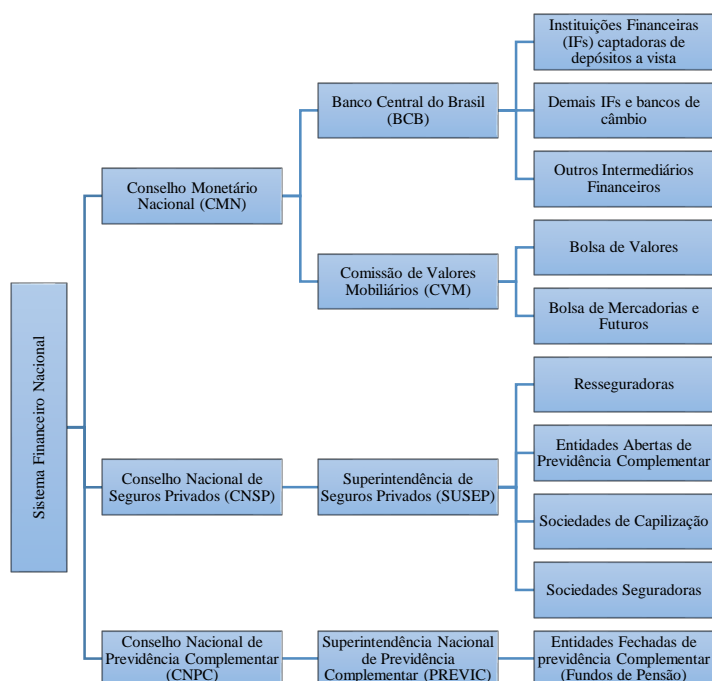 Sistema Financeiro Nacional
Conselho Monetário
Nacional (CMN)
Banco Central do Brasil
(BCB)
Instituições Financeiras
(IFs) captadoras de
depósitos a vista
Demais IFs e bancos de
câmbio
Outros Intermediários
Financeiros
Comissão de Valores
Mobiliários (CVM)
Bolsa de Valores
Bolsa de Mercadorias e
Futuros
Conselho Nacional de
Seguros Privados (CNSP)
Superintendência de
Seguros Privados (SUSEP)
Resseguradoras
Entidades Abertas de
Previdência Complementar
Sociedades de Capilização
Sociedades Seguradoras
Conselho Nacional de
Previdência Complementar
(CNPC)
Superintendência Nacional
de Previdência
Complementar (PREVIC)
Entidades Fechadas de
previdência Complementar
(Fundos de Pensão)